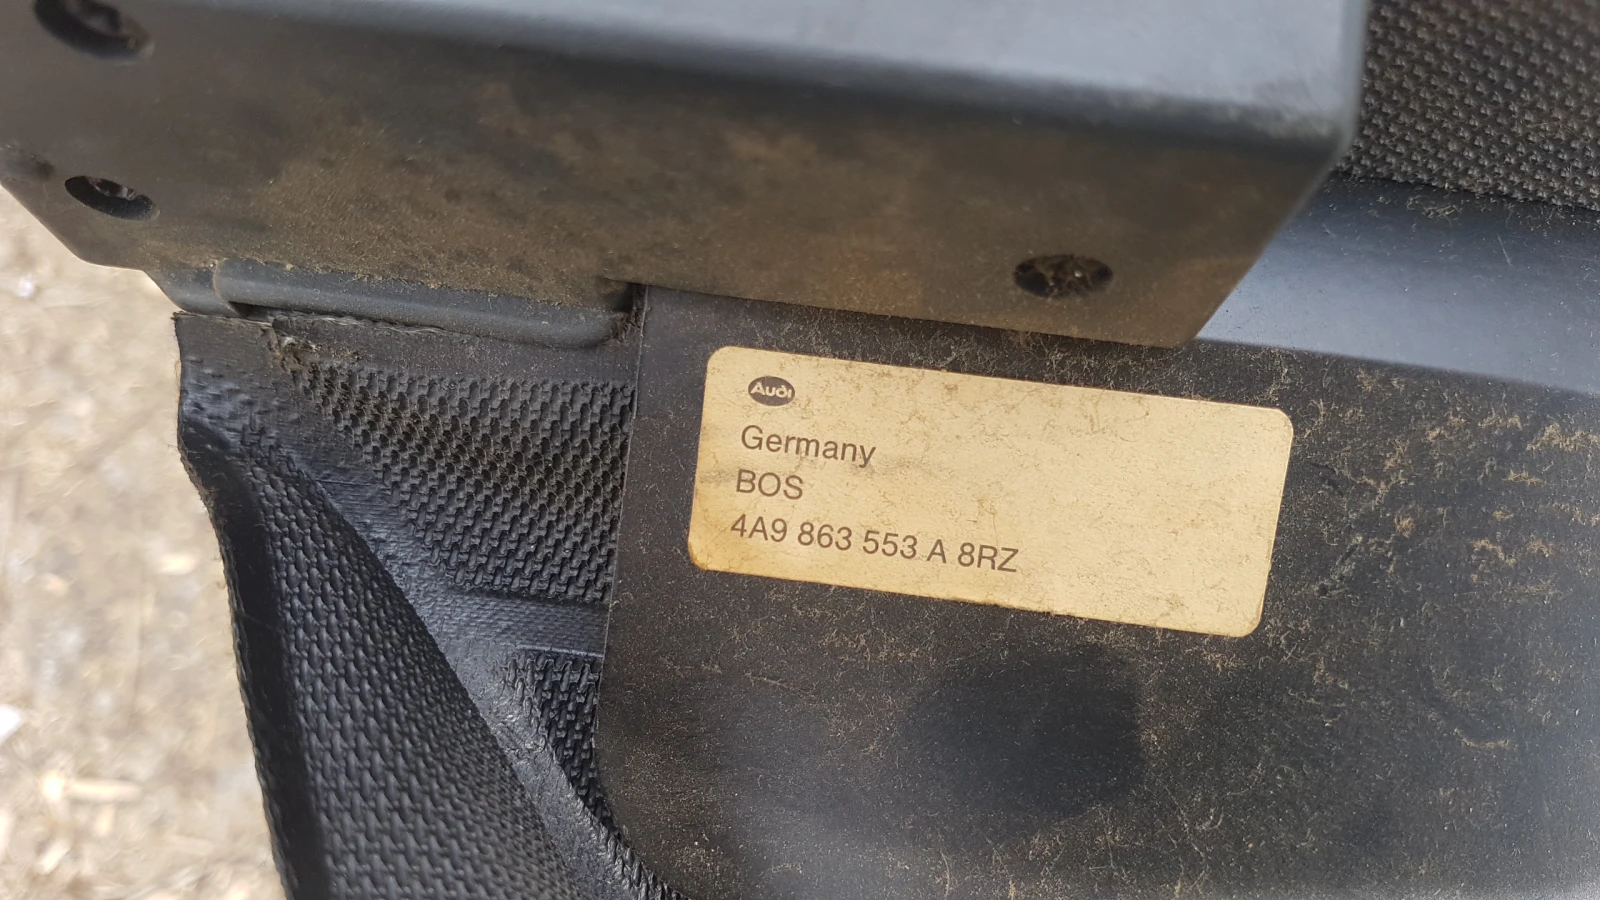 Audi
Germany
BOS
4A9 863 553 A 8RZ